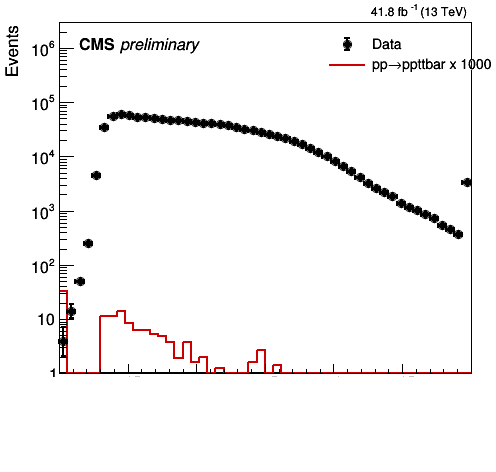 41.8 fb⁻¹ (13 TeV)
Events
CMS preliminary
Data
pp→ppttbar x 1000
10⁶
10⁵
10⁴
10³
10²
10
1